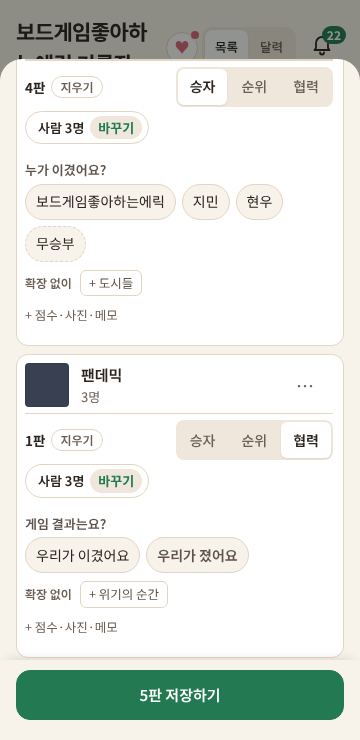 보드게임좋아하
목록
달력
22
4판
지우기
승자
순위
협력
사람 3명
바꾸기
누가 이겼어요?
보드게임좋아하는에릭
지민
현우
무승부
확장 없이
+ 도시들
+ 점수·사진·메모
팬데믹
3명
1판
지우기
승자
순위
협력
사람 3명
바꾸기
게임 결과는요?
우리가 이겼어요
우리가 졌어요
확장 없이
+ 위기의 순간
+ 점수·사진·메모
5판 저장하기